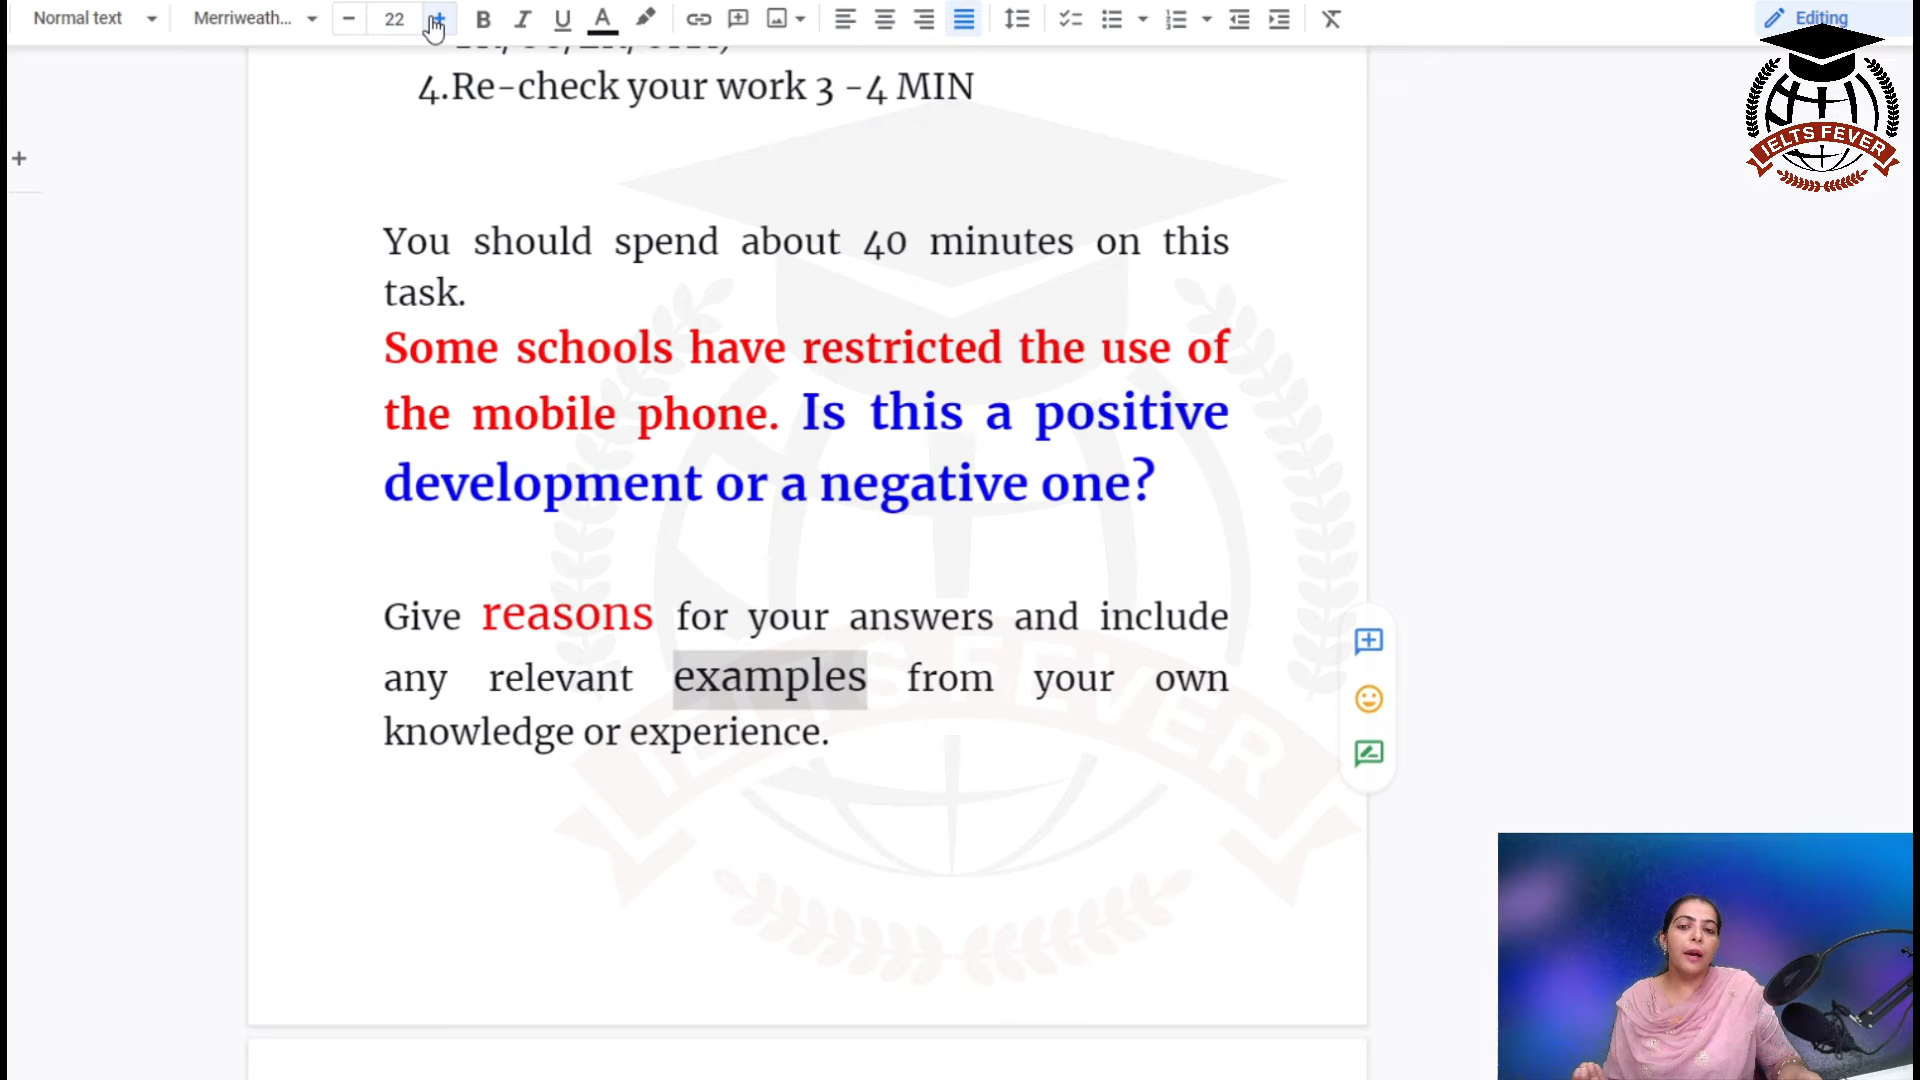 Normal text
Merriweath...
22
Editing
4.Re-check your work 3 -4 MIN
You should spend about 40 minutes on this
task.
Some schools have restricted the use of
the mobile phone. Is this a positive
development or a negative one?
Give reasons for your answers and include
any relevant examples from your own
knowledge or experience.
IELTS FEVER
IELTS FEVER